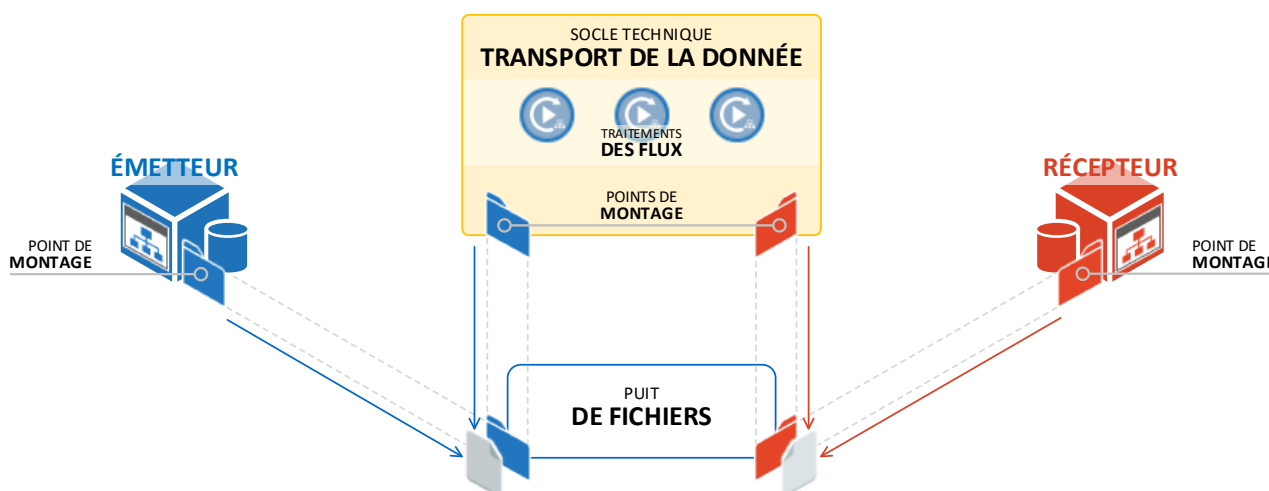 SOCLE TECHNIQUE
TRANSPORT DE LA DONNÉE
TRAITEMENTS
DES FLUX
ÉMETTEUR
RÉCEPTEUR
POINTS DE
MONTAGE
POINT DE
MONTAGE
POINT DE
MONTAGE
PUIT
DE FICHIERS